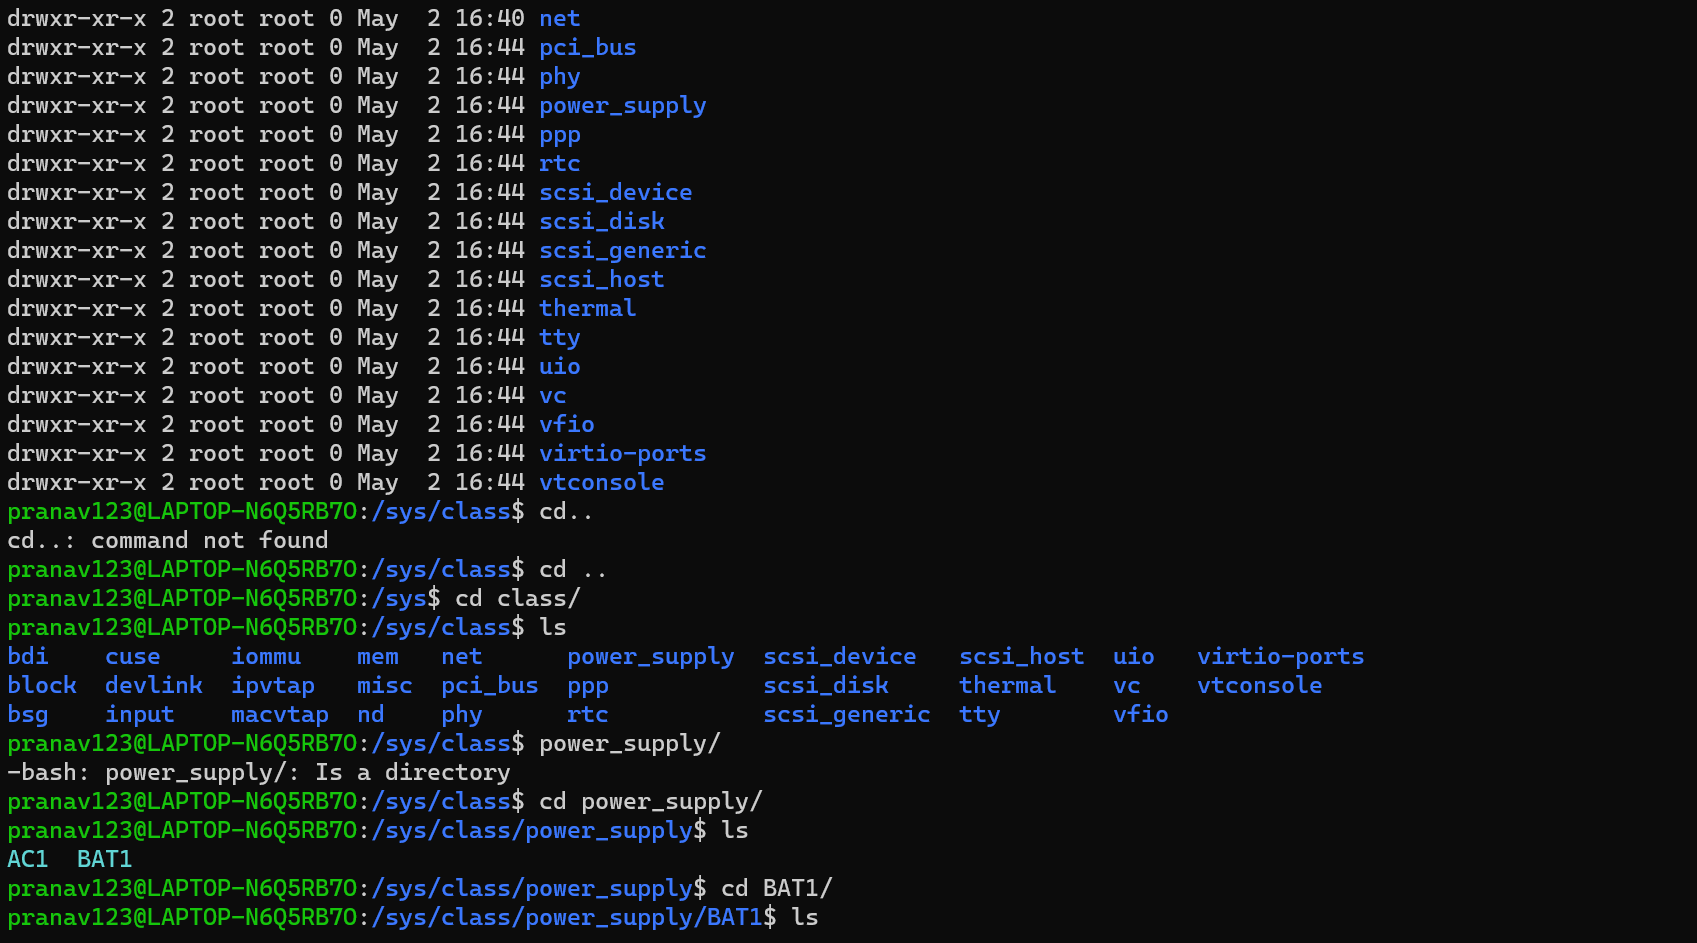 drwxr-xr-x 2 root root 0 May  2 16:40 net
drwxr-xr-x 2 root root 0 May  2 16:44 pci_bus
drwxr-xr-x 2 root root 0 May  2 16:44 phy
drwxr-xr-x 2 root root 0 May  2 16:44 power_supply
drwxr-xr-x 2 root root 0 May  2 16:44 ppp
drwxr-xr-x 2 root root 0 May  2 16:44 rtc
drwxr-xr-x 2 root root 0 May  2 16:44 scsi_device
drwxr-xr-x 2 root root 0 May  2 16:44 scsi_disk
drwxr-xr-x 2 root root 0 May  2 16:44 scsi_generic
drwxr-xr-x 2 root root 0 May  2 16:44 scsi_host
drwxr-xr-x 2 root root 0 May  2 16:44 thermal
drwxr-xr-x 2 root root 0 May  2 16:44 tty
drwxr-xr-x 2 root root 0 May  2 16:44 uio
drwxr-xr-x 2 root root 0 May  2 16:44 vc
drwxr-xr-x 2 root root 0 May  2 16:44 vfio
drwxr-xr-x 2 root root 0 May  2 16:44 virtio-ports
drwxr-xr-x 2 root root 0 May  2 16:44 vtconsole
pranav123@LAPTOP-N6Q5RB7O:/sys/class$ cd..
cd..: command not found
pranav123@LAPTOP-N6Q5RB7O:/sys/class$ cd ..
pranav123@LAPTOP-N6Q5RB7O:/sys$ cd class/
pranav123@LAPTOP-N6Q5RB7O:/sys/class$ ls
bdi    cuse     iommu    mem   net      power_supply  scsi_device   scsi_host  uio   virtio-ports
block  devlink  ipvtap   misc  pci_bus  ppp           scsi_disk     thermal    vc    vtconsole
bsg    input    macvtap  nd    phy      rtc           scsi_generic  tty        vfio
pranav123@LAPTOP-N6Q5RB7O:/sys/class$ power_supply/
-bash: power_supply/: Is a directory
pranav123@LAPTOP-N6Q5RB7O:/sys/class$ cd power_supply/
pranav123@LAPTOP-N6Q5RB7O:/sys/class/power_supply$ ls
AC1  BAT1
pranav123@LAPTOP-N6Q5RB7O:/sys/class/power_supply$ cd BAT1/
pranav123@LAPTOP-N6Q5RB7O:/sys/class/power_supply/BAT1$ ls